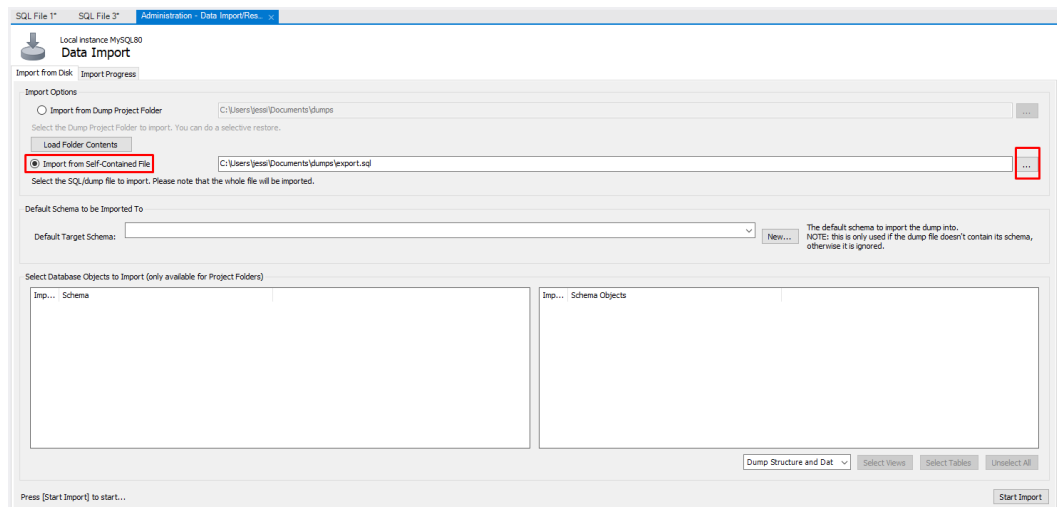 SQL File 1* SQL File 3* Administration - Data Import/Res... ×
Local instance MySQL80
Data Import
Import from Disk Import Progress
Import Options
Import from Dump Project Folder C:\Users\jessi\Documents\dumps ...
Select the Dump Project Folder to import. You can do a selective restore.
Load Folder Contents
Import from Self-Contained File C:\Users\jessi\Documents\dumps\export.sql ...
Select the SQL/dump file to import. Please note that the whole file will be imported.
Default Schema to be Imported To
Default Target Schema: New... The default schema to import the dump into.
NOTE: this is only used if the dump file doesn't contain its schema,
otherwise it is ignored.
Select Database Objects to Import (only available for Project Folders)
Imp... Schema Imp... Schema Objects
Dump Structure and Dat Select Views Select Tables Unselect All
Press [Start Import] to start... Start Import